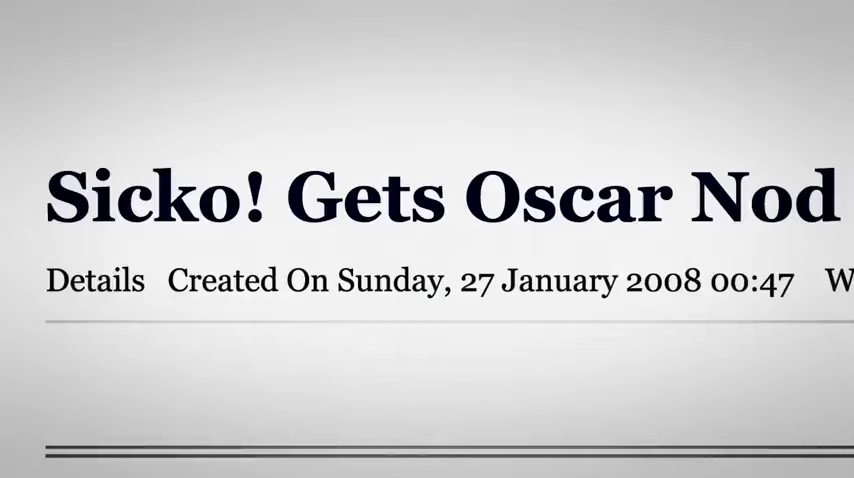 Sicko! Gets Oscar Nod
Details Created On Sunday, 27 January 2008 00:47